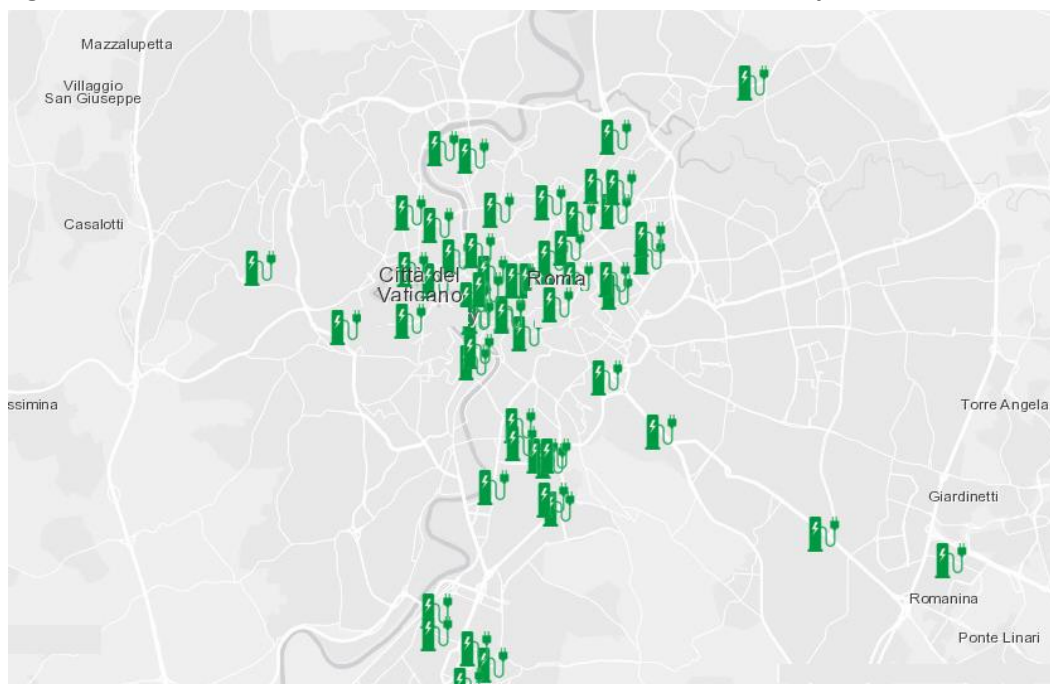 Mazzalupetta
Villaggio
San Giuseppe
Casalotti
Città del
Vaticano
Roma
ssimina
Torre Angela
Giardinetti
Romanina
Ponte Linari